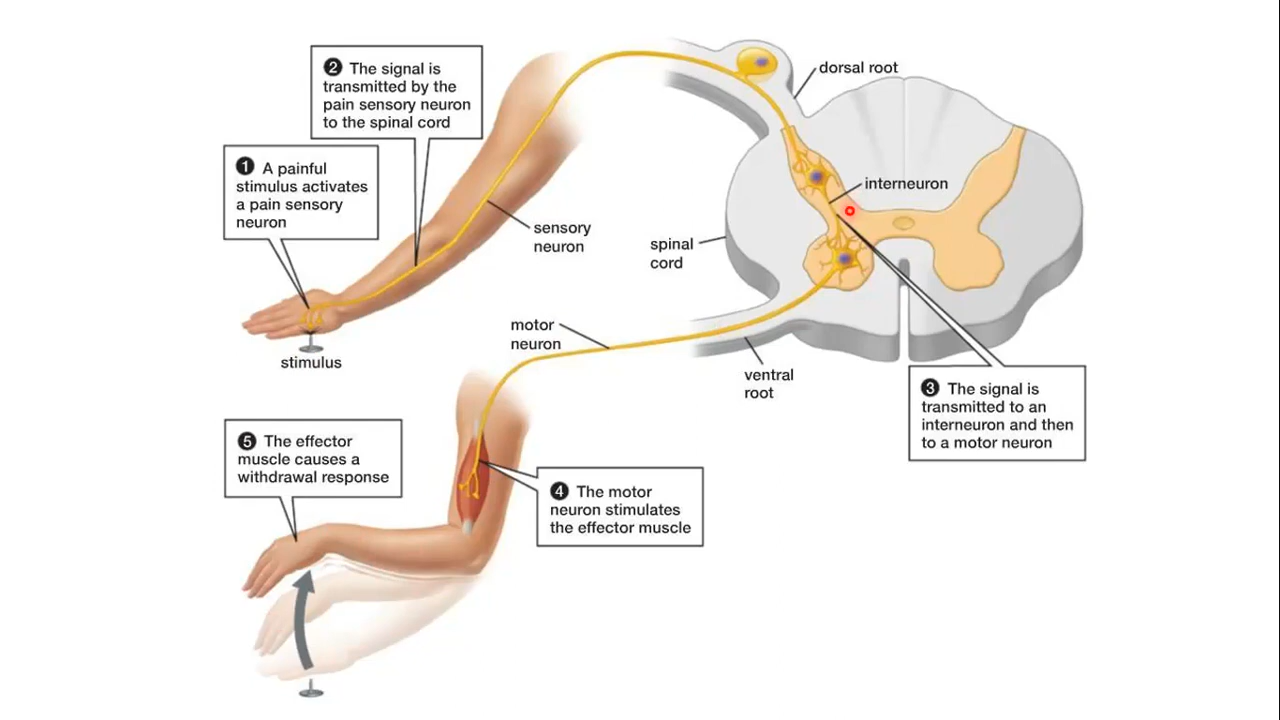 ❷ The signal is
transmitted by the
pain sensory neuron
to the spinal cord
dorsal root
❶ A painful
stimulus activates
a pain sensory
neuron
interneuron
sensory
neuron
spinal
cord
motor
neuron
stimulus
ventral
root
❸ The signal is
transmitted to an
interneuron and then
to a motor neuron
❺ The effector
muscle causes a
withdrawal response
❹ The motor
neuron stimulates
the effector muscle